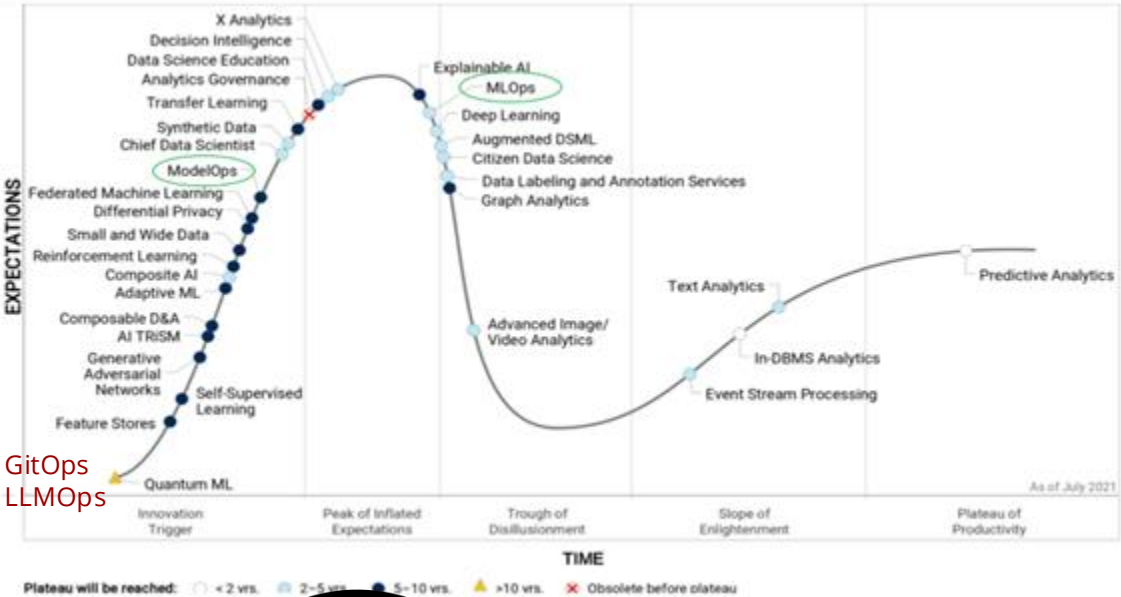 X Analytics
Decision Intelligence
Data Science Education
Analytics Governance
Transfer Learning
Synthetic Data
Chief Data Scientist
ModelOps
Federated Machine Learning
Differential Privacy
Small and Wide Data
Reinforcement Learning
Composite AI
Adaptive ML
Composable D&A
AI TRiSM
Generative
Adversarial
Networks
Self-Supervised
Learning
Feature Stores
GitOps
LLMOps
Quantum ML
Explainable AI
MLOps
Deep Learning
Augmented DSML
Citizen Data Science
Data Labeling and Annotation Services
Graph Analytics
Advanced Image/
Video Analytics
Text Analytics
In-DBMS Analytics
Event Stream Processing
Predictive Analytics
EXPECTATIONS
As of July 2021
Innovation
Trigger
Peak of Inflated
Expectations
Trough of
Disillusionment
Slope of
Enlightenment
Plateau of
Productivity
TIME
Plateau will be reached: < 2 yrs. 2–5 yrs. 5–10 yrs. >10 yrs. Obsolete before plateau